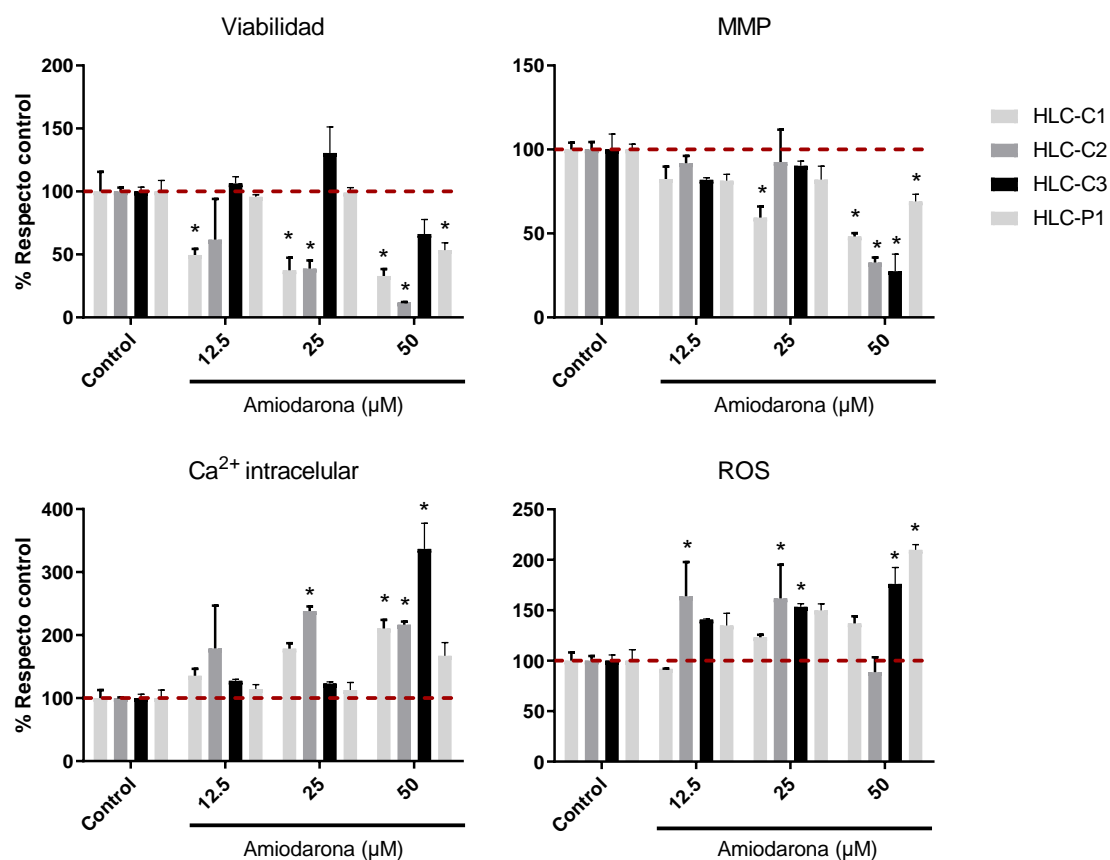 Viabilidad
% Respecto control
200
150
100
50
0
* * * * * *
Control
12.5
25
50
Amiodarona (µM)
MMP
150
100
50
0
* * * * *
Control
12.5
25
50
Amiodarona (µM)
HLC-C1
HLC-C2
HLC-C3
HLC-P1
Ca²⁺ intracelular
% Respecto control
400
300
200
100
0
* * * *
Control
12.5
25
50
Amiodarona (µM)
ROS
250
200
150
100
50
0
* * * * *
Control
12.5
25
50
Amiodarona (µM)